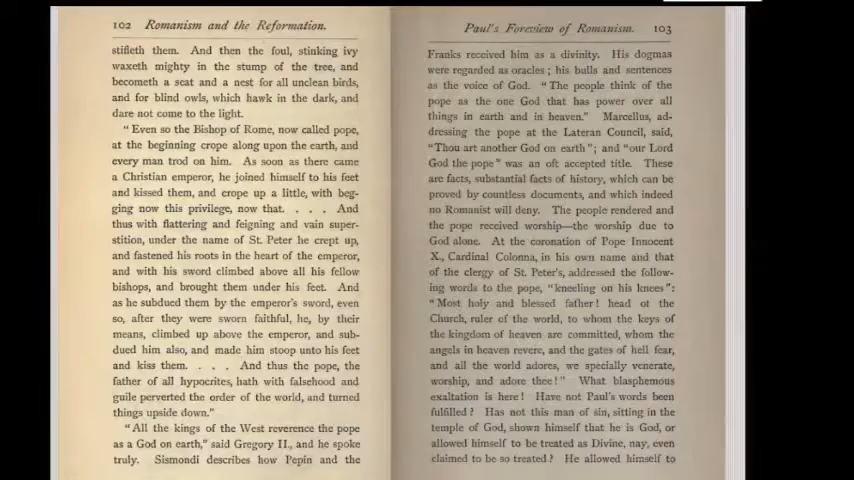 102 Romanism and the Reformation.
stifleth them. And then the foul, stinking ivy
waxeth mighty in the stump of the tree, and
becometh a seat and a nest for all unclean birds,
and for blind owls, which hawk in the dark, and
dare not come to the light.
"Even so the Bishop of Rome, now called pope,
at the beginning crope along upon the earth, and
every man trod on him. As soon as there came
a Christian emperor, he joined himself to his feet
and kissed them, and crope up a little, with beg-
ging now this privilege, now that. . . . And
thus with flattering and feigning and vain super-
stition, under the name of St. Peter he crept up,
and fastened his roots in the heart of the emperor,
and with his sword climbed above all his fellow
bishops, and brought them under his feet. And
as he subdued them by the emperor's sword, even
so, after they were sworn faithful, he, by their
means, climbed up above the emperor, and sub-
dued him also, and made him stoop unto his feet
and kiss them. . . . And thus the pope, the
father of all hypocrites, hath with falsehood and
guile perverted the order of the world, and turned
things upside down."
"All the kings of the West reverence the pope
as a God on earth," said Gregory II., and he spoke
truly. Sismondi describes how Pepin and the
Paul's Foreview of Romanism. 103
Franks received him as a divinity. His dogmas
were regarded as oracles; his bulls and sentences
as the voice of God. "The people think of the
pope as the one God that has power over all
things in earth and in heaven." Marcellus, ad-
dressing the pope at the Lateran Council, said,
"Thou art another God on earth"; and "our Lord
God the pope" was an oft accepted title. These
are facts, substantial facts of history, which can be
proved by countless documents, and which indeed
no Romanist will deny. The people rendered and
the pope received worship—the worship due to
God alone. At the coronation of Pope Innocent
X., Cardinal Colonna, in his own name and that
of the clergy of St. Peter's, addressed the follow-
ing words to the pope, "kneeling on his knees":
"Most holy and blessed father! head of the
Church, ruler of the world, to whom the keys of
the kingdom of heaven are committed, whom the
angels in heaven revere, and the gates of hell fear,
and all the world adores, we specially venerate,
worship, and adore thee!" What blasphemous
exaltation is here! Have not Paul's words been
fulfilled? Has not this man of sin, sitting in the
temple of God, shown himself that he is God, or
allowed himself to be treated as Divine, nay, even
claimed to be so treated? He allowed himself to